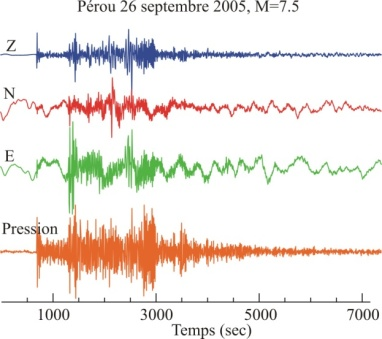 Pérou 26 septembre 2005, M=7.5
Z
N
E
Pression
1000 3000 5000 7000
Temps (sec)